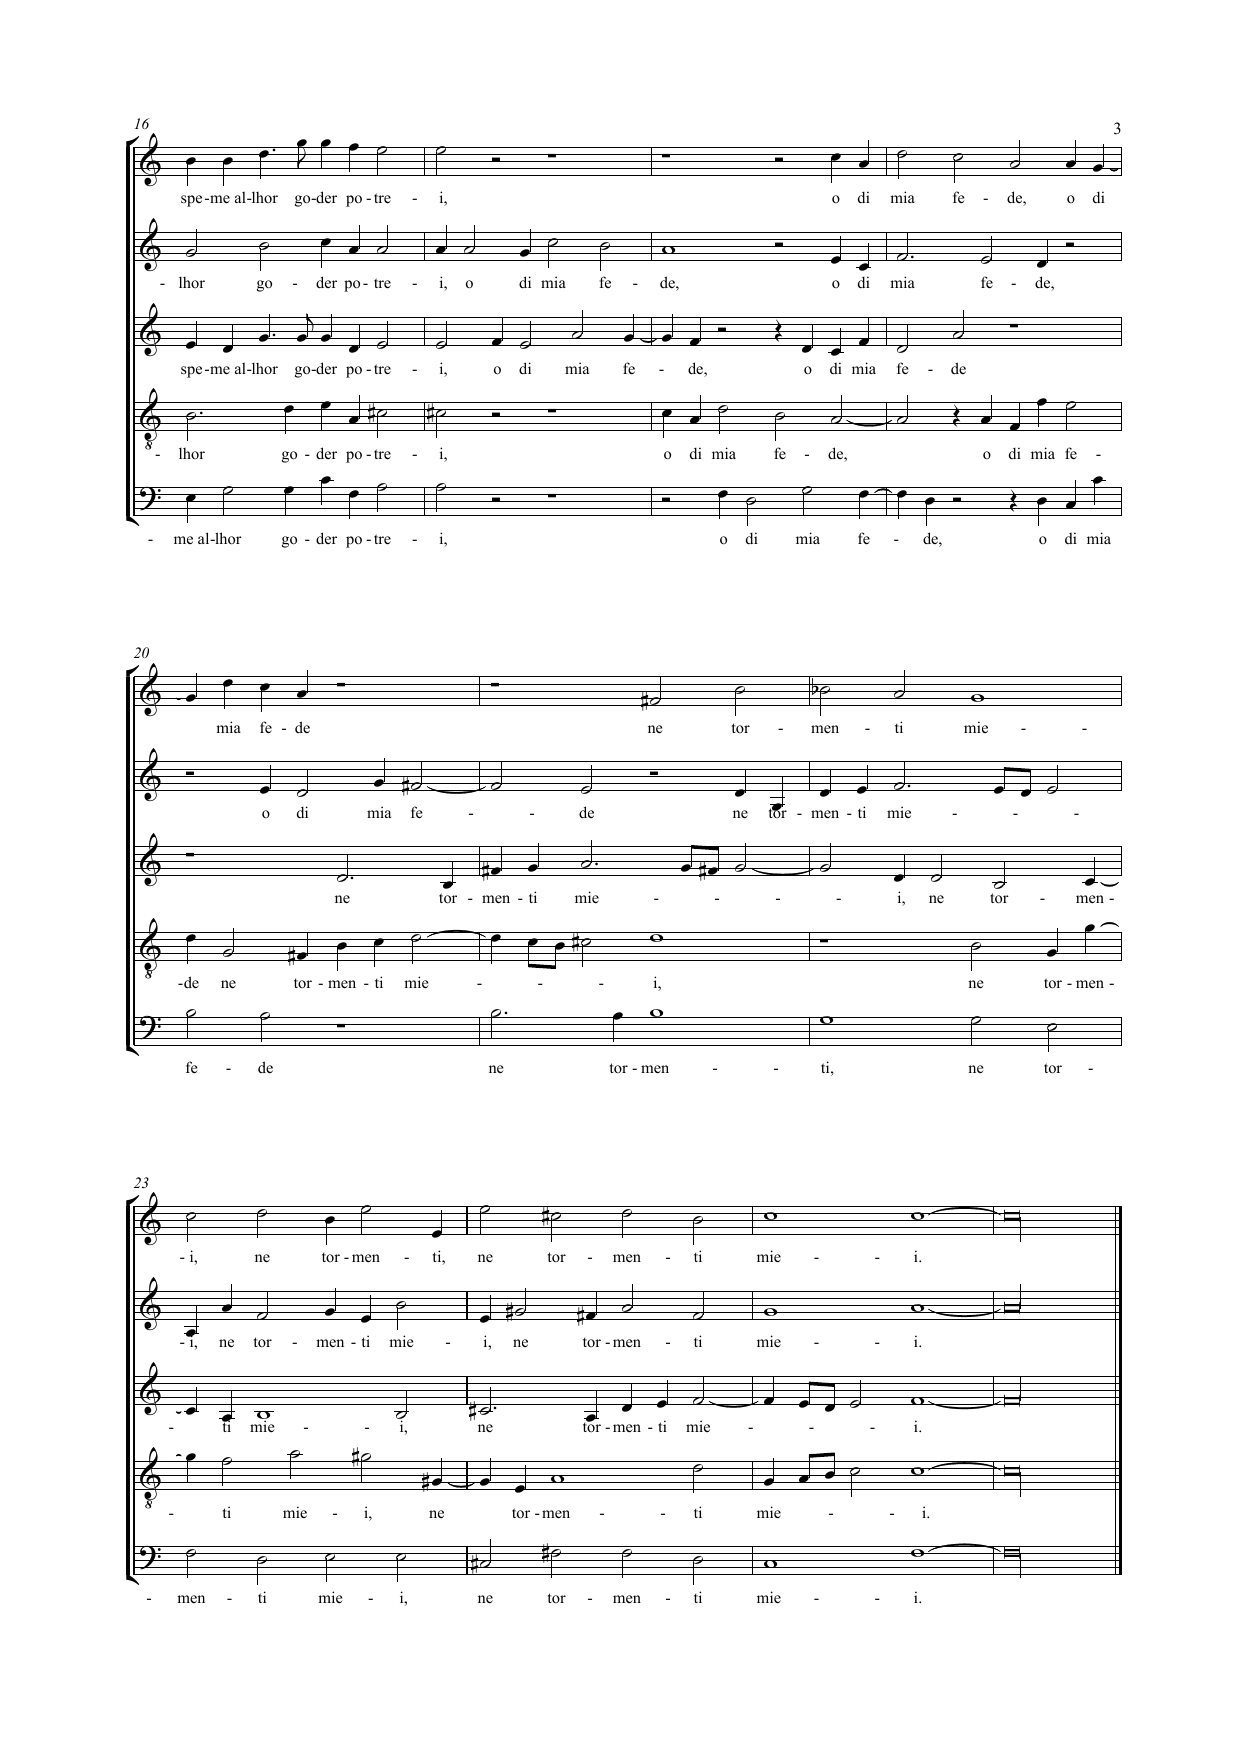 16
3
spe-me al-lhor go-der po-tre - i, o di mia fe - de, o di
- lhor go - der po-tre - i, o di mia fe - de, o di mia fe - de,
spe-me al-lhor go-der po-tre - i, o di mia fe - de, o di mia fe - de
- lhor go - der po-tre - i, o di mia fe - de, o di mia fe -
- me al-lhor go - der po-tre - i, o di mia fe - de, o di mia
20
mia fe - de ne tor - men - ti mie - -
o di mia fe - - de ne tor - men - ti mie - - -
ne tor - men - ti mie - - - - i, ne tor - men -
-de ne tor - men - ti mie - - - i, ne tor - men -
fe - de ne tor - men - - ti, ne tor -
23
- i, ne tor - men - ti, ne tor - men - ti mie - - i.
- i, ne tor - men - ti mie - i, ne tor - men - ti mie - - i.
- ti mie - - i, ne tor - men - ti mie - - - - i.
- ti mie - i, ne tor - men - - ti mie - - i.
- men - ti mie - i, ne tor - men - ti mie - - i.